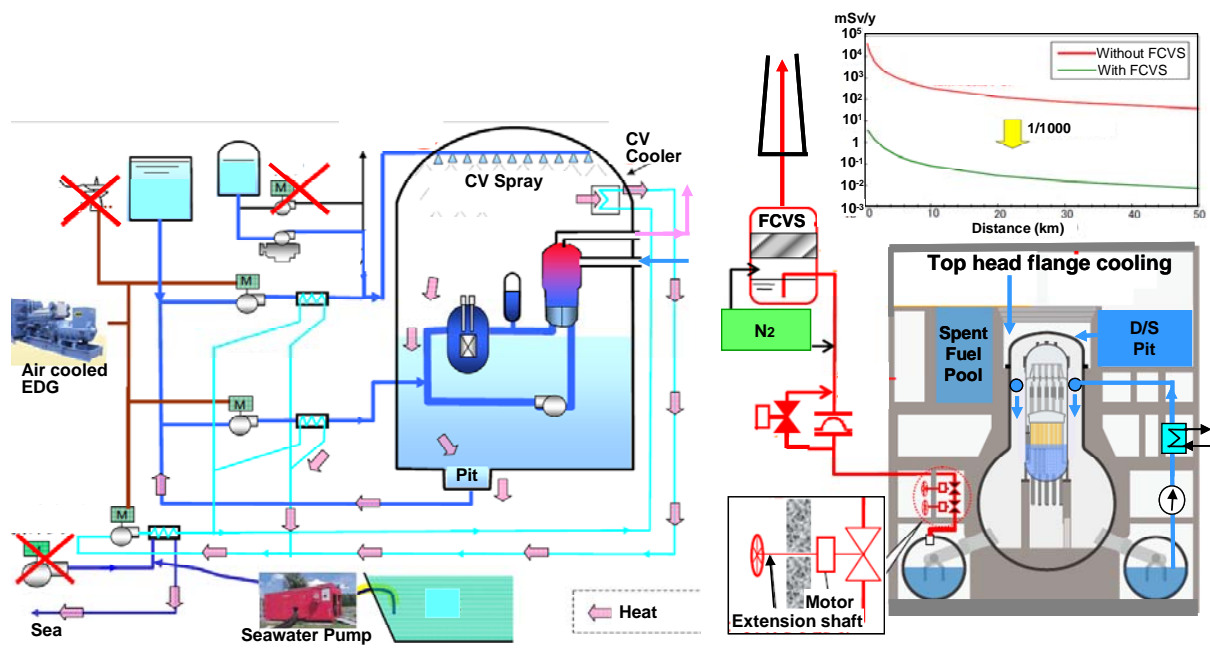 CV
Cooler
CV Spray
M
M
M
M
Air cooled
EDG
Pit
Sea
Seawater Pump
Heat
FCVS
N2
Motor
Extension shaft
mSv/y
10^5
10^4
10^3
10^2
10^1
1
10^-1
10^-2
10^-3
0 10 20 30 40 50
Distance (km)
Without FCVS
With FCVS
1/1000
Top head flange cooling
Spent
Fuel
Pool
D/S
Pit